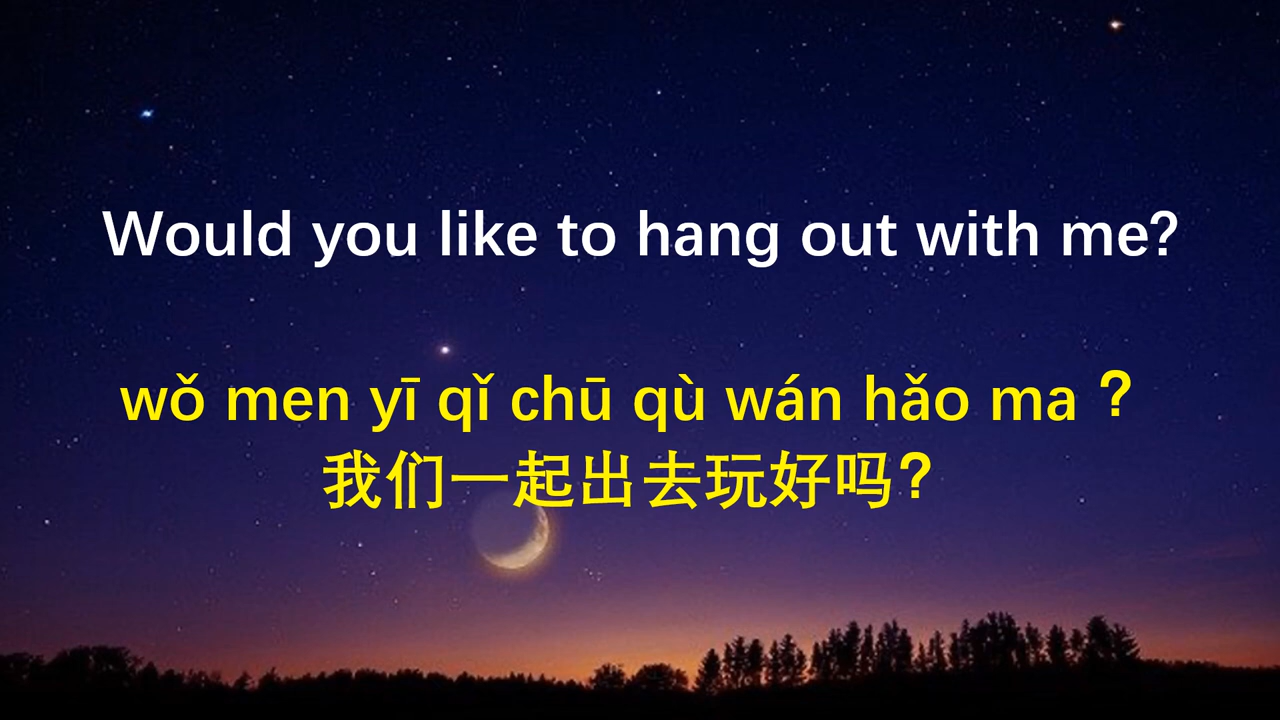 Would you like to hang out with me?
wǒ men yī qǐ chū qù wán hǎo ma？
我们一起出去玩好吗？